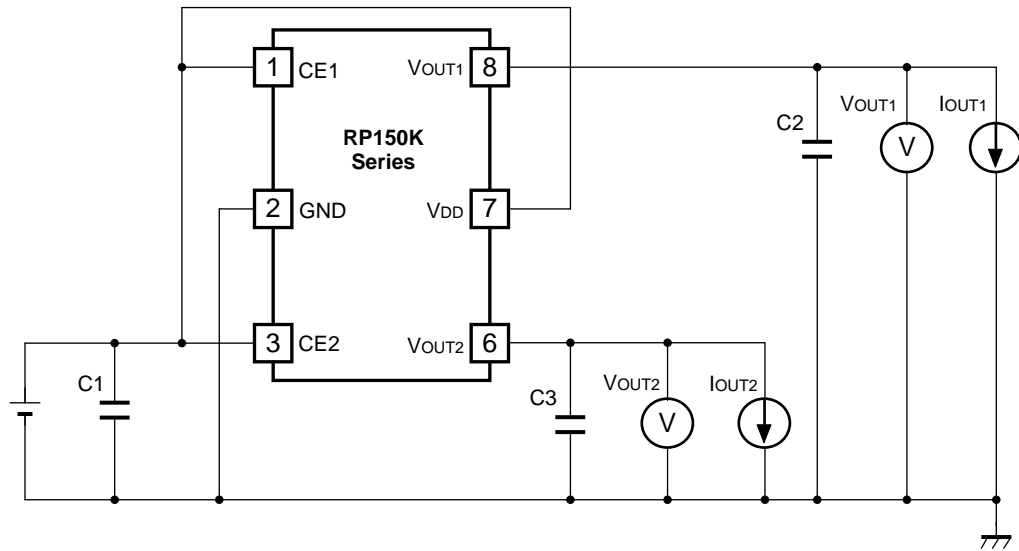 1 CE1
VOUT1 8
RP150K
Series
2 GND
VDD 7
3 CE2
VOUT2 6
C1
C2
VOUT1
V
IOUT1
C3
VOUT2
V
IOUT2